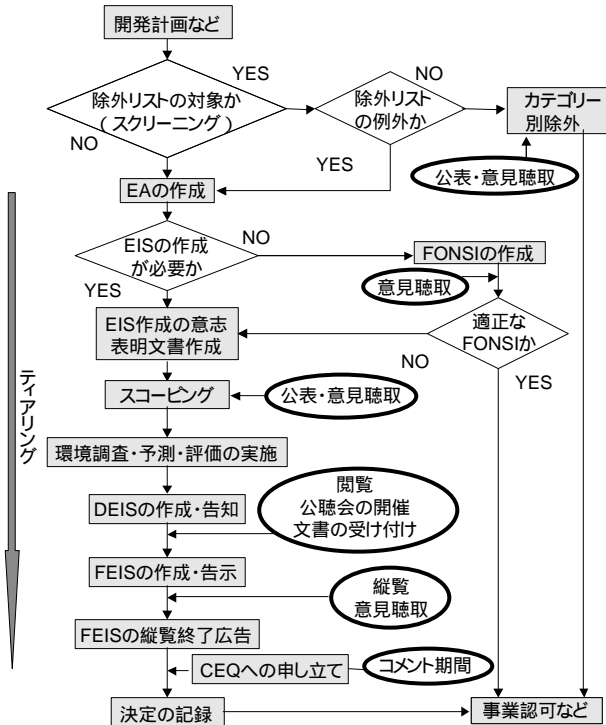 開発計画など
YES
NO
除外リストの対象か
(スクリーニング)
除外リスト
の例外か
カテゴリー
別除外
NO
YES
公表・意見聴取
EAの作成
EISの作成
が必要か
NO
FONSIの作成
意見聴取
YES
EIS作成の意志
表明文書作成
適正な
FONSIか
NO
YES
スコーピング
公表・意見聴取
ティアリング
環境調査・予測・評価の実施
閲覧
公聴会の開催
文書の受け付け
DEISの作成・告知
FEISの作成・告示
縦覧
意見聴取
FEISの縦覧終了広告
CEQへの申し立て
コメント期間
決定の記録
事業認可など